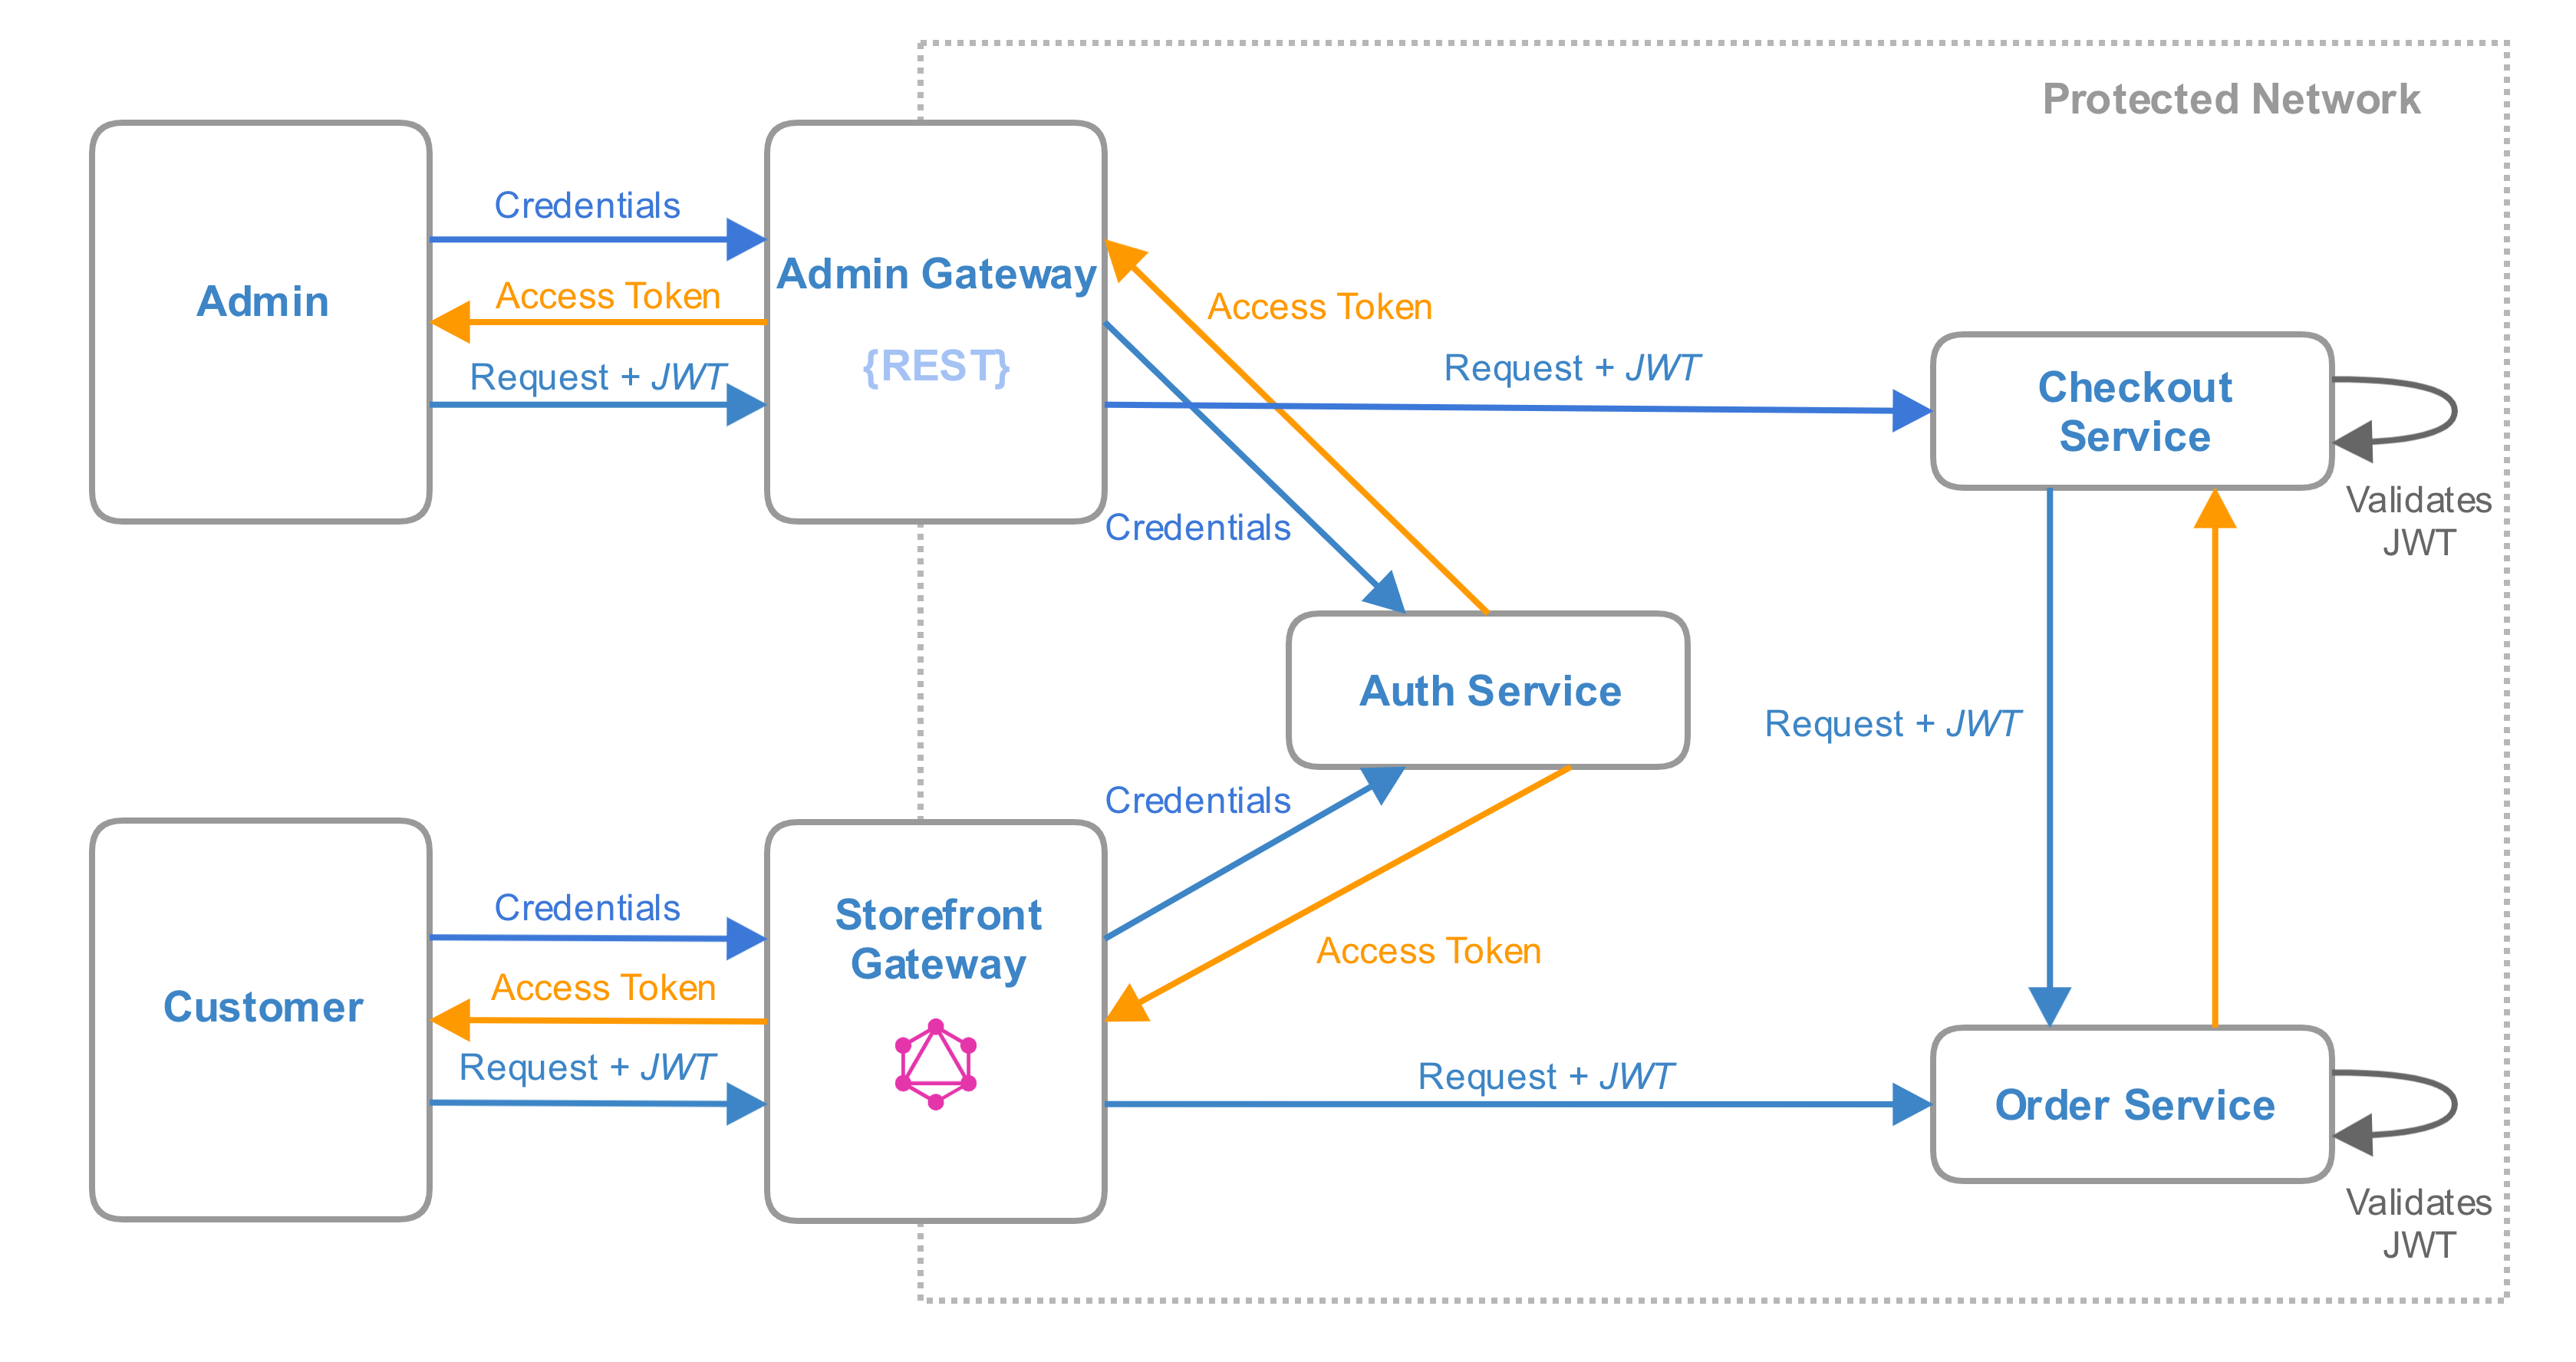 Protected Network
Credentials
Admin
Access Token
Request + JWT
Admin Gateway
{REST}
Access Token
Request + JWT
Credentials
Checkout
Service
Validates
JWT
Auth Service
Request + JWT
Credentials
Access Token
Credentials
Customer
Access Token
Request + JWT
Storefront
Gateway
Request + JWT
Order Service
Validates
JWT